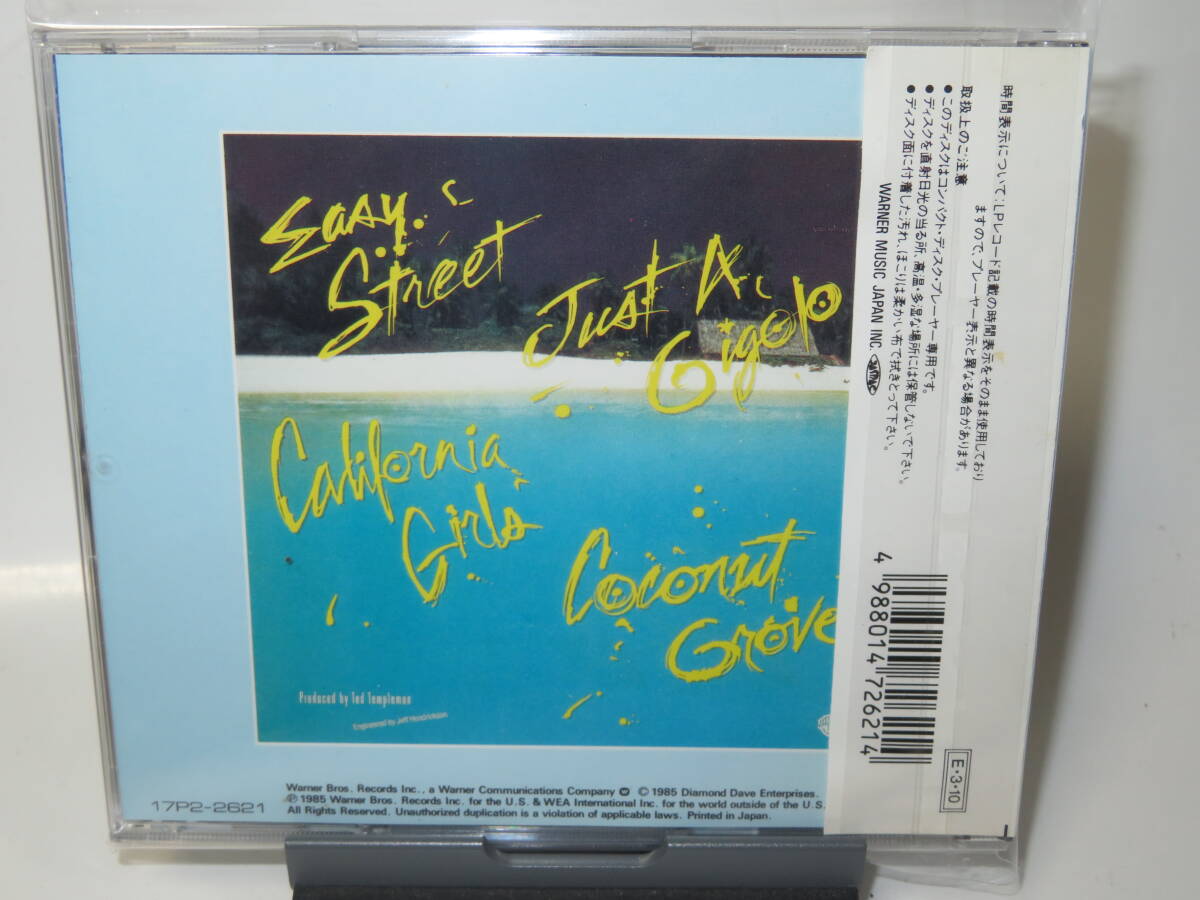 Easy
Street
Just A
Gigolo
California
Girls
Coconut
Grove
Produced by Ted Templeman
Engineered by Jeff Hendrickson
Warner Bros. Records Inc., a Warner Communications Company © 1985 Diamond Dave Enterprises.
℗ 1985 Warner Bros. Records Inc. for the U.S. & WEA International Inc. for the world outside of the U.S.
All Rights Reserved. Unauthorized duplication is a violation of applicable laws. Printed in Japan.
17P2-2621
時間表示について:LPレコード記載の時間表示をそのまま使用しており
ますので、プレーヤー表示と異なる場合があります。
取扱上のご注意
●このディスクはコンパクト・ディスク・プレーヤー専用です。
●ディスクを直射日光の当る所、高温・多湿な場所には保管しないで下さい。
●ディスク面に付着した汚れ、ほこりは柔かい布で拭きとって下さい。
WARNER MUSIC JAPAN INC.
4 988014 726214
E・3・10